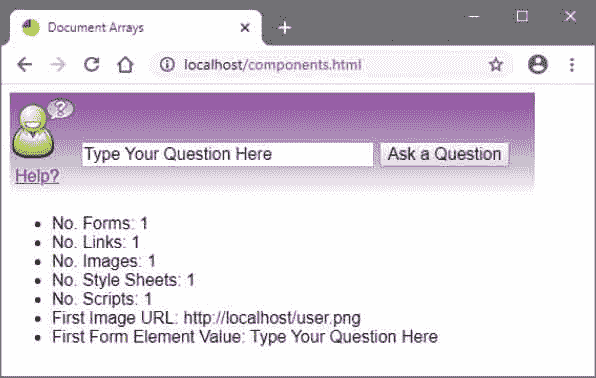 Document Arrays
localhost/components.html
?
Type Your Question Here
Ask a Question
Help?
No. Forms: 1
No. Links: 1
No. Images: 1
No. Style Sheets: 1
No. Scripts: 1
First Image URL: http://localhost/user.png
First Form Element Value: Type Your Question Here